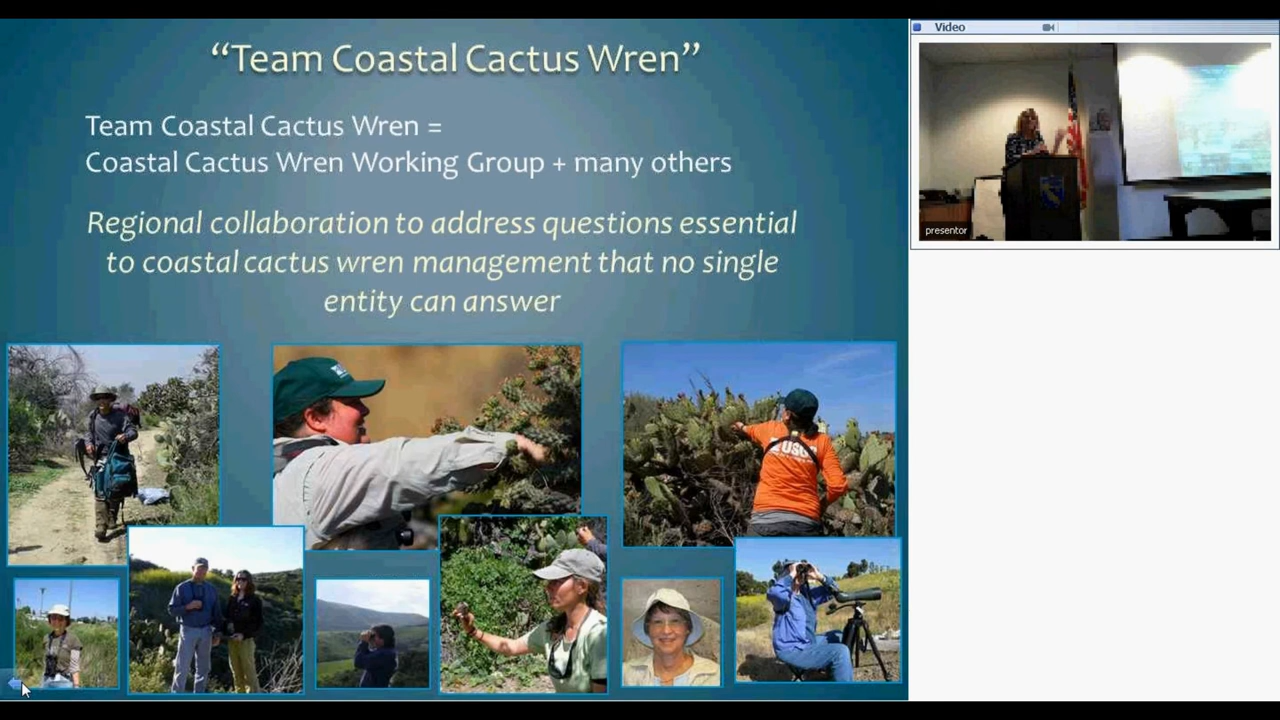 “Team Coastal Cactus Wren”
Team Coastal Cactus Wren =
Coastal Cactus Wren Working Group + many others
Regional collaboration to address questions essential
to coastal cactus wren management that no single
entity can answer
Video
presentor
USGS